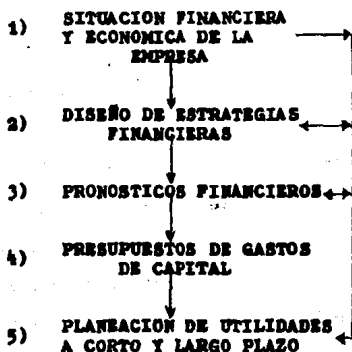 1) SITUACION FINANCIERA
Y ECONOMICA DE LA
EMPRESA
2) DISEÑO DE ESTRATEGIAS
FINANCIERAS
3) PRONOSTICOS FINANCIEROS
4) PRESUPUESTOS DE GASTOS
DE CAPITAL
5) PLANEACION DE UTILIDADES
A CORTO Y LARGO PLAZO